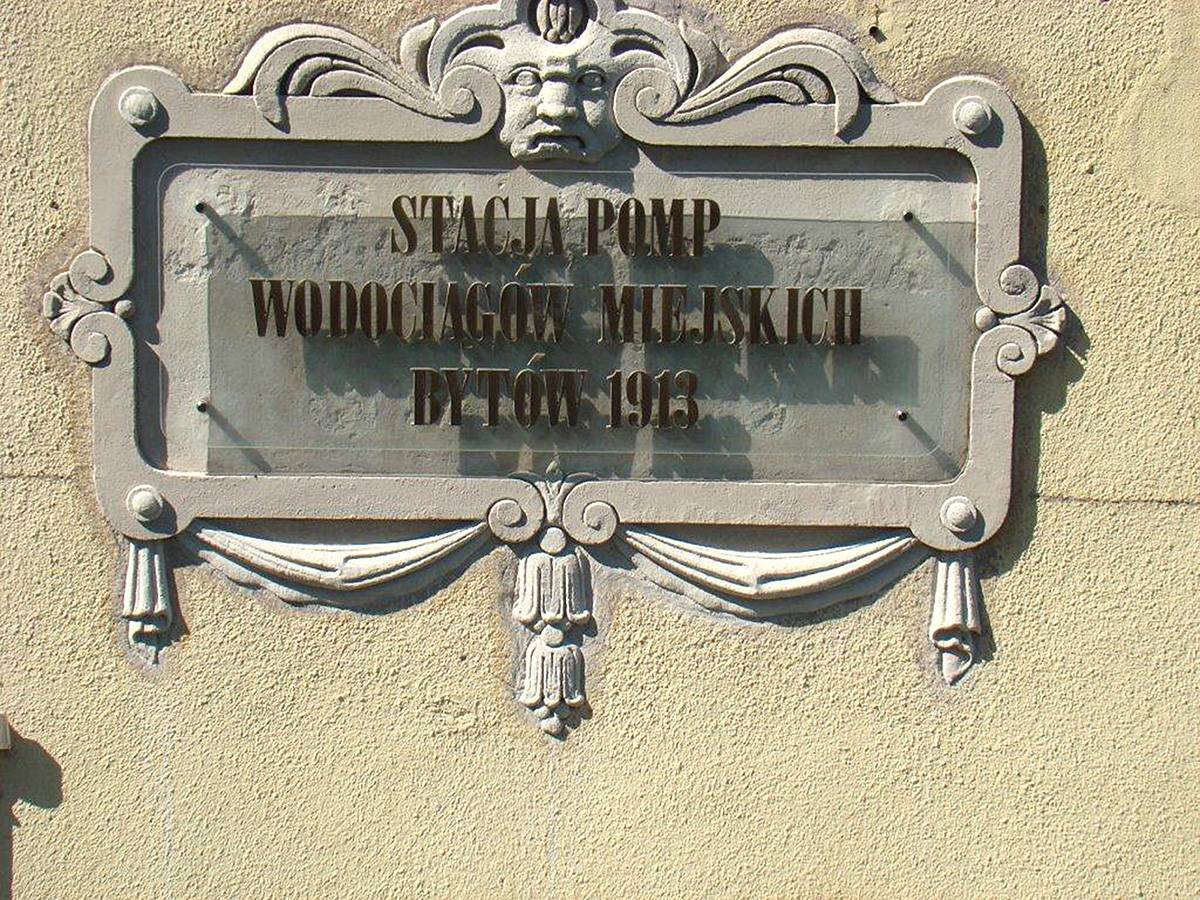 STACJA POMP
WODOCIĄGÓW MIEJSKICH
BYTÓW 1913